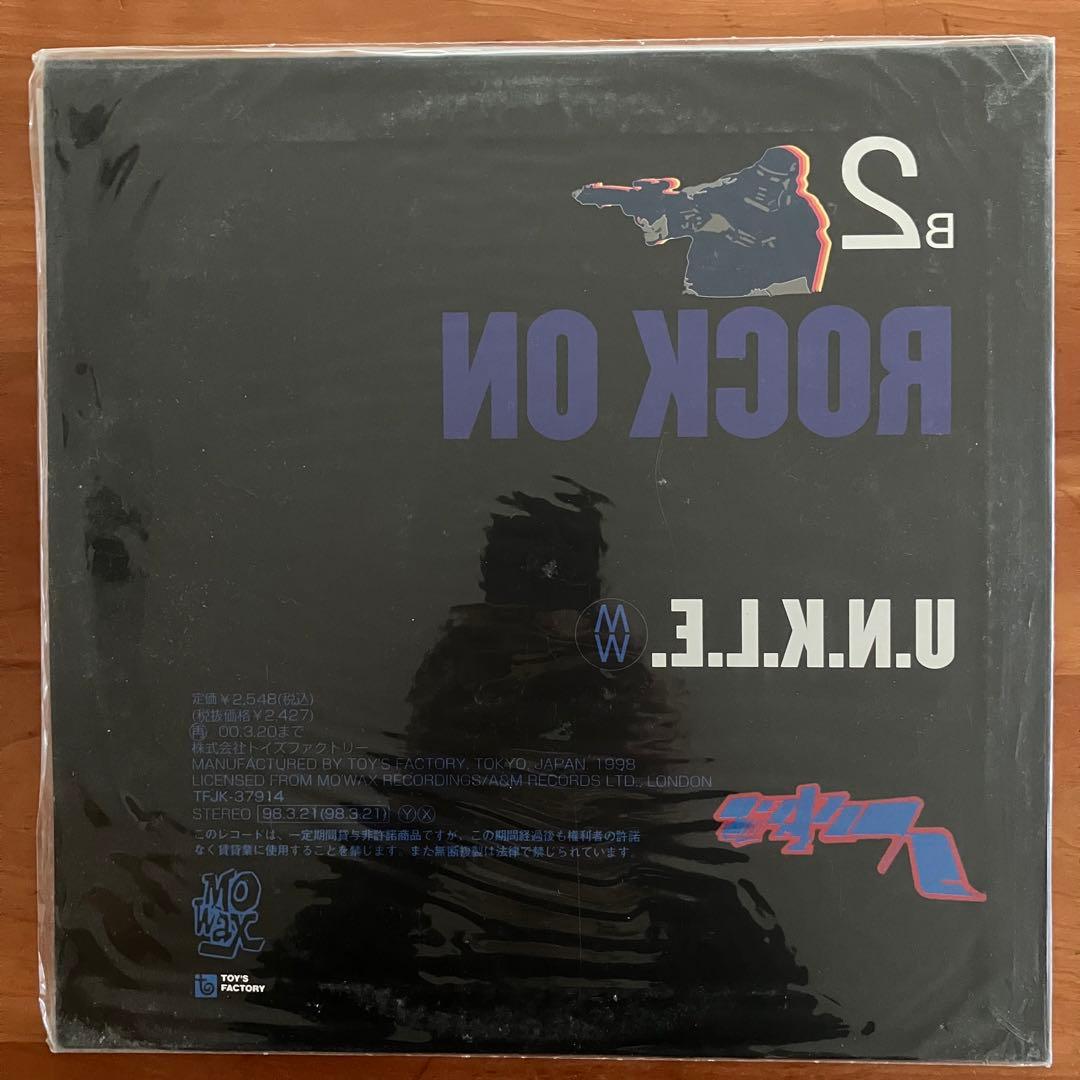 B 2
ROCK ON
U.N.K.L.E.
MW
定価￥2,548(税込)
(税抜価格￥2,427)
再 00.3.20まで
株式会社トイズファクトリー
MANUFACTURED BY TOY'S FACTORY, TOKYO, JAPAN, 1998
LICENSED FROM MO WAX RECORDINGS/A&M RECORDS LTD., LONDON
TFJK-37914
STEREO 98.3.21(98.3.21) Y X
このレコードは、一定期間貸与非許諾商品ですが、この期間経過後も権利者の許諾
なく賃貸業に使用することを禁じます。また無断複製は法律で禁じられています。
MO
WAX
TOY'S
FACTORY